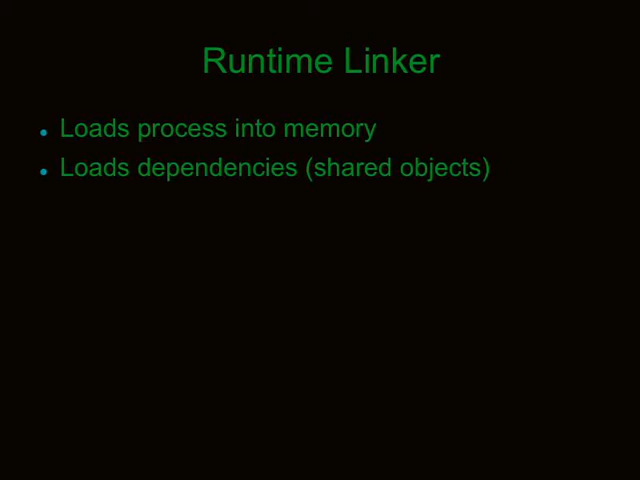 Runtime Linker
Loads process into memory
Loads dependencies (shared objects)